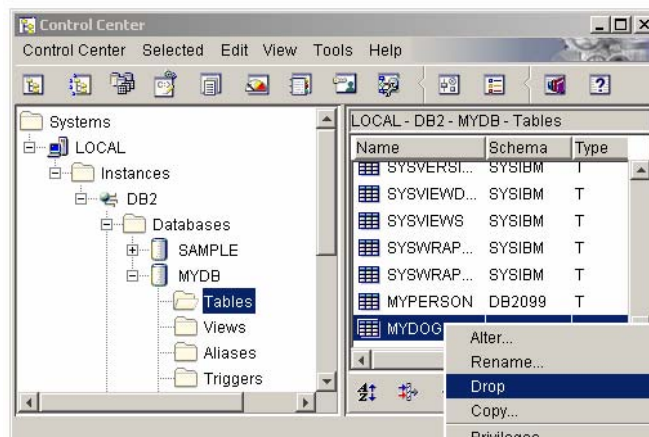 Control Center
Control Center Selected Edit View Tools Help
Systems
LOCAL
Instances
DB2
Databases
SAMPLE
MYDB
Tables
Views
Aliases
Triggers
LOCAL - DB2 - MYDB - Tables
Name Schema Type
SYSVERSI... SYSIBM T
SYSVIEWD... SYSIBM T
SYSVIEWS SYSIBM T
SYSWRAP... SYSIBM T
SYSWRAP... SYSIBM T
MYPERSON DB2099 T
MYDOG
Alter...
Rename...
Drop
Copy...
Privileges